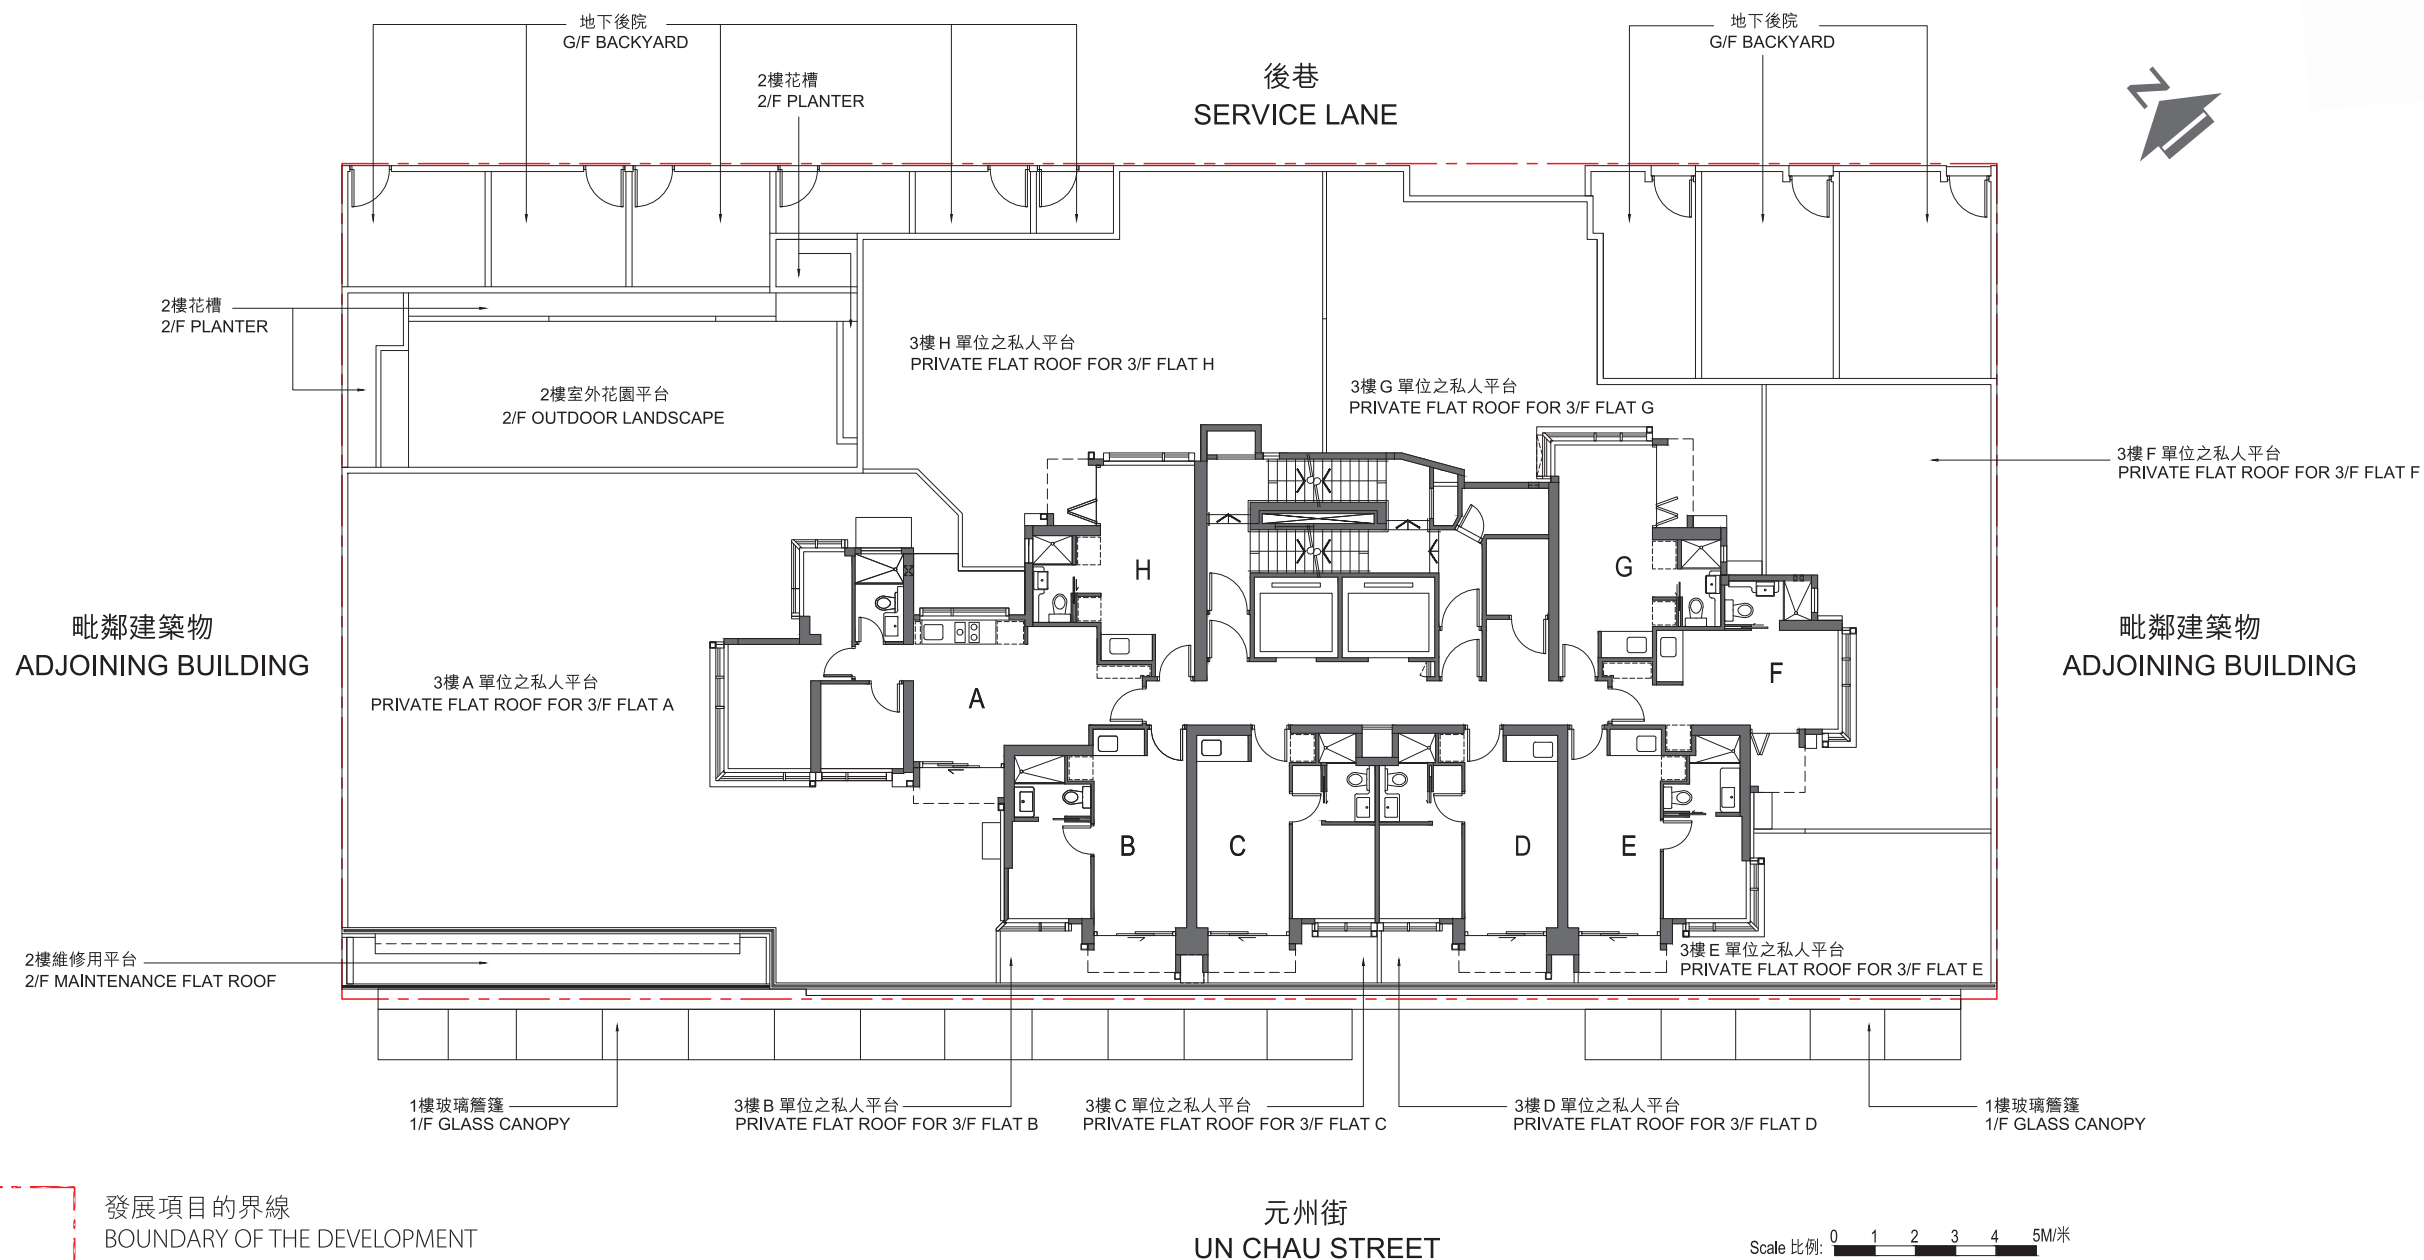 地下後院
G/F BACKYARD
地下後院
G/F BACKYARD
後巷
SERVICE LANE
N
2樓花槽
2/F PLANTER
2樓花槽
2/F PLANTER
2樓室外花園平台
2/F OUTDOOR LANDSCAPE
3樓 H 單位之私人平台
PRIVATE FLAT ROOF FOR 3/F FLAT H
3樓 G 單位之私人平台
PRIVATE FLAT ROOF FOR 3/F FLAT G
3樓 F 單位之私人平台
PRIVATE FLAT ROOF FOR 3/F FLAT F
毗鄰建築物
ADJOINING BUILDING
毗鄰建築物
ADJOINING BUILDING
3樓 A 單位之私人平台
PRIVATE FLAT ROOF FOR 3/F FLAT A
H
G
A
F
B
C
D
E
2樓維修用平台
2/F MAINTENANCE FLAT ROOF
3樓 E 單位之私人平台
PRIVATE FLAT ROOF FOR 3/F FLAT E
1樓玻璃簷篷
1/F GLASS CANOPY
3樓 B 單位之私人平台
PRIVATE FLAT ROOF FOR 3/F FLAT B
3樓 C 單位之私人平台
PRIVATE FLAT ROOF FOR 3/F FLAT C
3樓 D 單位之私人平台
PRIVATE FLAT ROOF FOR 3/F FLAT D
1樓玻璃簷篷
1/F GLASS CANOPY
發展項目的界線
BOUNDARY OF THE DEVELOPMENT
元州街
UN CHAU STREET
Scale 比例: 0 1 2 3 4 5M/米